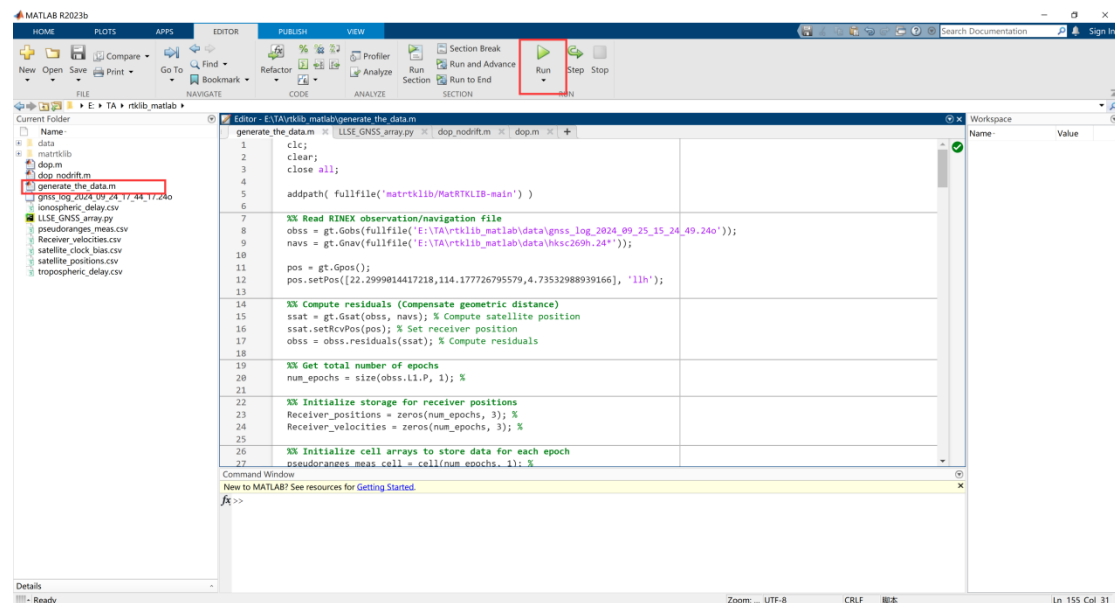 MATLAB R2023b
HOME PLOTS APPS EDITOR PUBLISH VIEW
Search Documentation
Sign In
New Open Save Compare Print
Go To Find Bookmark
Refactor
Profiler
Analyze
Run Section
Section Break
Run and Advance
Run to End
Run Step Stop
FILE NAVIGATE CODE ANALYZE SECTION RUN
E: TA rtklib_matlab
Current Folder
Name
data
matrtklib
dop.m
dop_nodrift.m
generate_the_data.m
gnss_log_2024_09_24_17_44_17.24o
ionospheric_delay.csv
LLSE_GNSS_array.py
pseudoranges_meas.csv
Receiver_velocities.csv
satellite_clock_bias.csv
satellite_positions.csv
tropospheric_delay.csv
Details
Editor - E:\TA\rtklib_matlab\generate_the_data.m
generate_the_data.m LLSE_GNSS_array.py dop_nodrift.m dop.m
1 clc;
2 clear;
3 close all;
4
5 addpath( fullfile('matrtklib/MatRTKLIB-main') )
6
7 %% Read RINEX observation/navigation file
8 obss = gt.Gobs(fullfile('E:\TA\rtklib_matlab\data\gnss_log_2024_09_25_15_24_49.24o'));
9 navs = gt.Gnav(fullfile('E:\TA\rtklib_matlab\data\hksc269h.24*'));
10
11 pos = gt.Gpos();
12 pos.setPos([22.2999014417218,114.177726795579,4.73532988939166], 'llh');
13
14 %% Compute residuals (Compensate geometric distance)
15 ssat = gt.Gsat(obss, navs); % Compute satellite position
16 ssat.setRcvPos(pos); % Set receiver position
17 obss = obss.residuals(ssat); % Compute residuals
18
19 %% Get total number of epochs
20 num_epochs = size(obss.L1.P, 1); %
21
22 %% Initialize storage for receiver positions
23 Receiver_positions = zeros(num_epochs, 3); %
24 Receiver_velocities = zeros(num_epochs, 3); %
25
26 %% Initialize cell arrays to store data for each epoch
27 pseudoranges_meas_cell = cell(num_epochs, 1); %
Workspace
Name Value
Command Window
New to MATLAB? See resources for Getting Started.
fx >>
Ready
Zoom: ... UTF-8 CRLF 脚本 Ln 155 Col 31